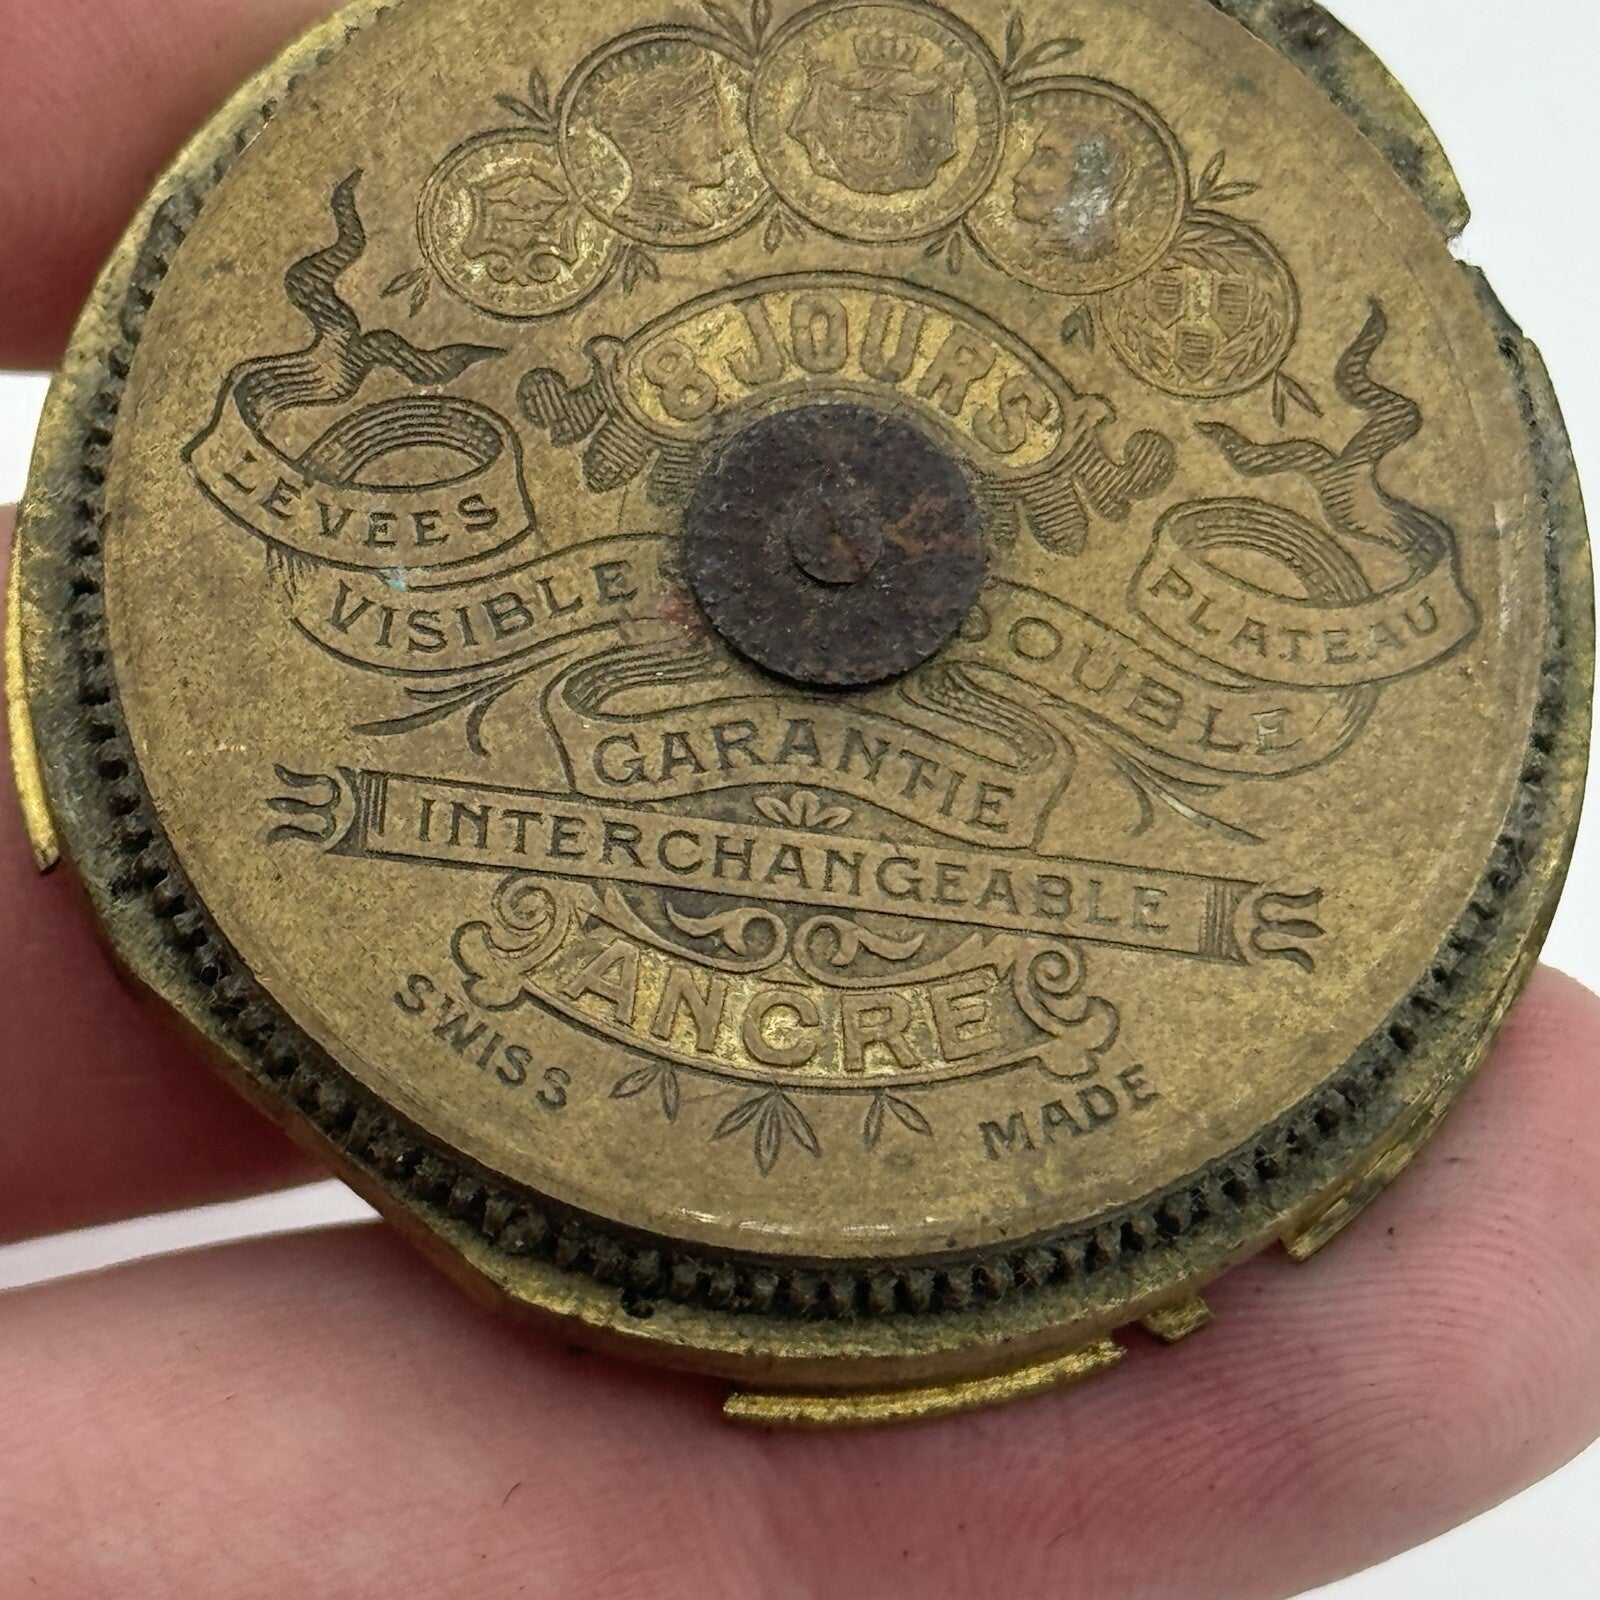 8 JOURS
LEVEES VISIBLE
DOUBLE PLATEAU
GARANTIE
INTERCHANGEABLE
ANCRE
SWISS MADE